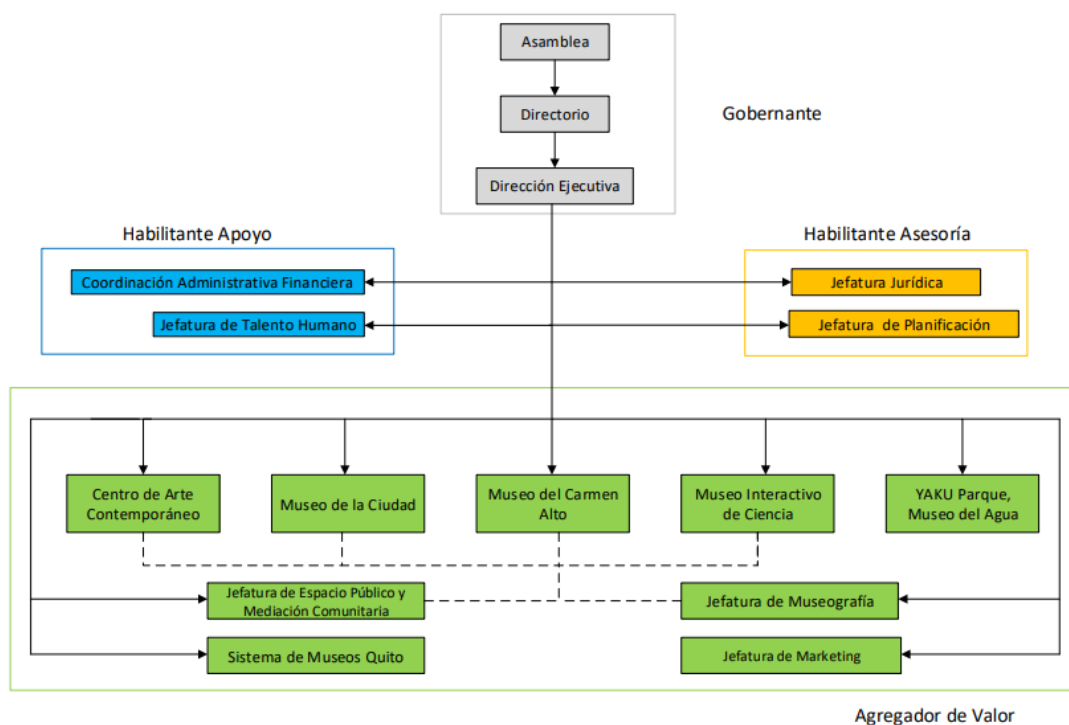 Asamblea
Directorio
Gobernante
Dirección Ejecutiva
Habilitante Apoyo
Habilitante Asesoría
Coordinación Administrativa Financiera
Jefatura Jurídica
Jefatura de Talento Humano
Jefatura de Planificación
Centro de Arte
Contemporáneo
Museo de la Ciudad
Museo del Carmen
Alto
Museo Interactivo
de Ciencia
YAKU Parque,
Museo del Agua
Jefatura de Espacio Público y
Mediación Comunitaria
Jefatura de Museografía
Sistema de Museos Quito
Jefatura de Marketing
Agregador de Valor